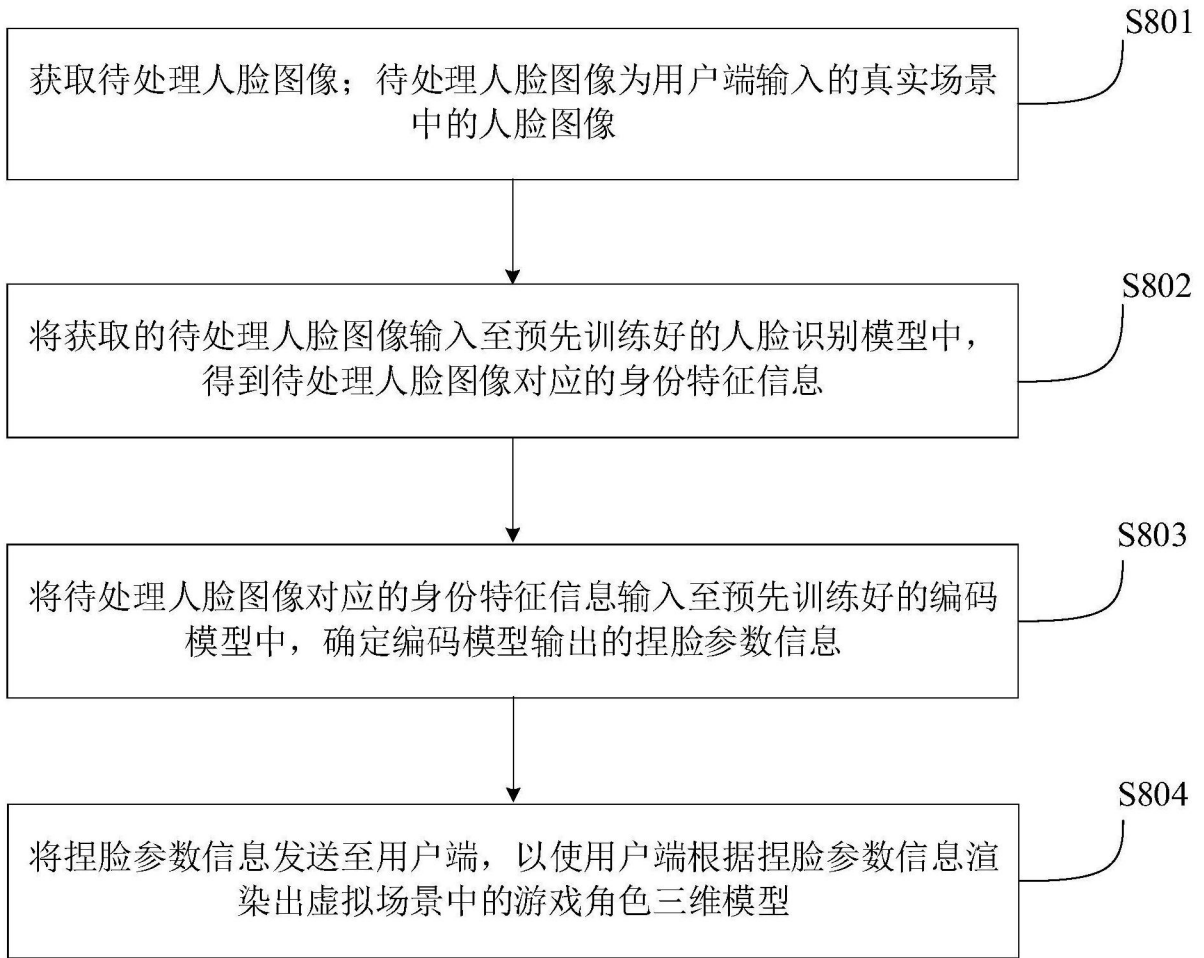 S801
获取待处理人脸图像；待处理人脸图像为用户端输入的真实场景
中的人脸图像
S802
将获取的待处理人脸图像输入至预先训练好的人脸识别模型中，
得到待处理人脸图像对应的身份特征信息
S803
将待处理人脸图像对应的身份特征信息输入至预先训练好的编码
模型中，确定编码模型输出的捏脸参数信息
S804
将捏脸参数信息发送至用户端，以使用户端根据捏脸参数信息渲
染出虚拟场景中的游戏角色三维模型